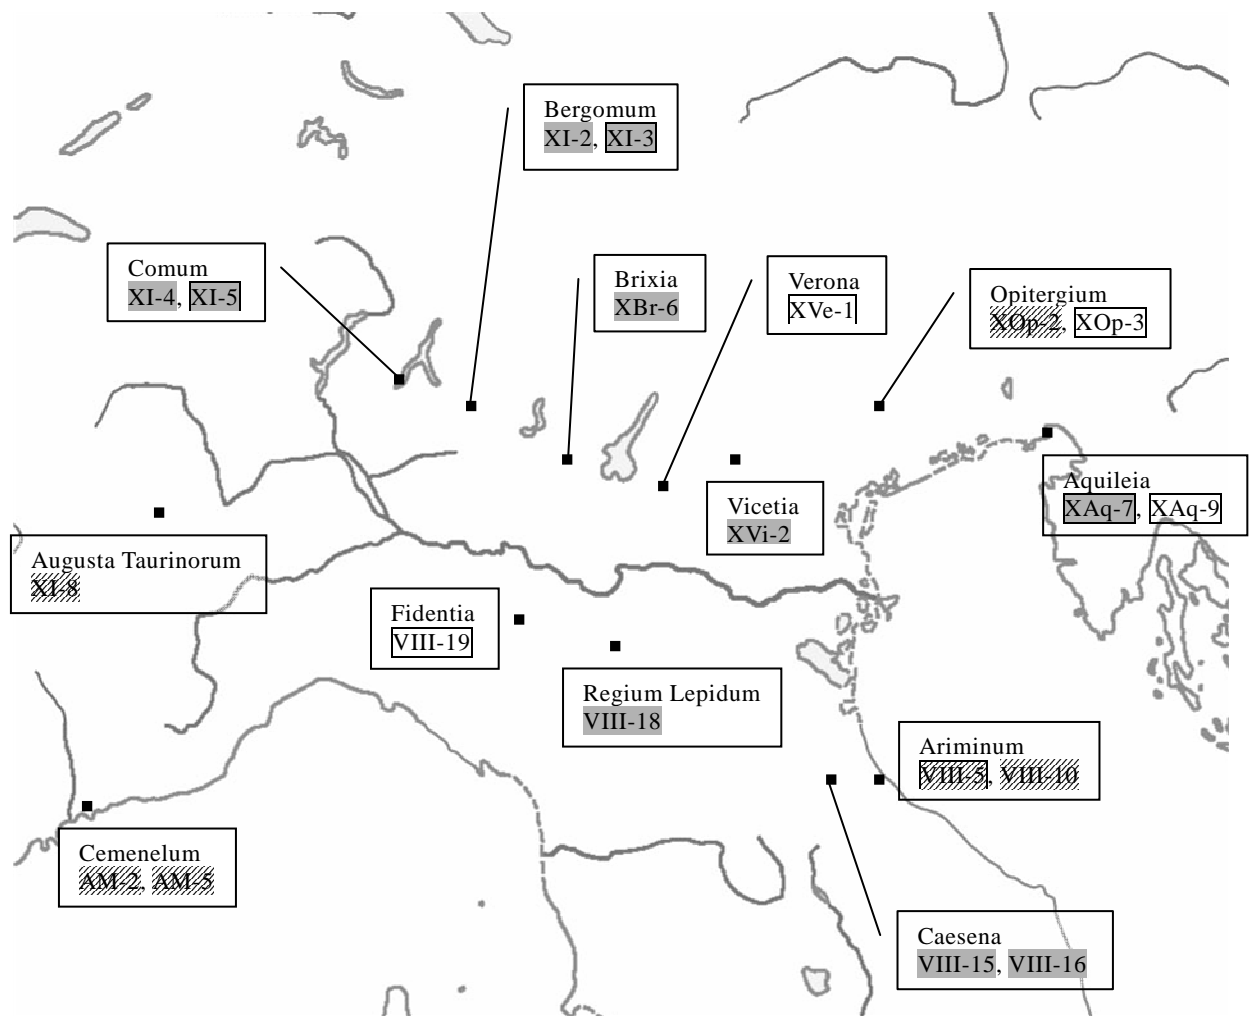 Bergomum
XI-2, XI-3
Comum
XI-4, XI-5
Brixia
XBr-6
Verona
XVe-1
Opitergium
XOp-2, XOp-3
Aquileia
XAq-7, XAq-9
Vicetia
XVi-2
Augusta Taurinorum
XI-8
Fidentia
VIII-19
Regium Lepidum
VIII-18
Ariminum
VIII-5, VIII-10
Cemenelum
AM-2, AM-5
Caesena
VIII-15, VIII-16